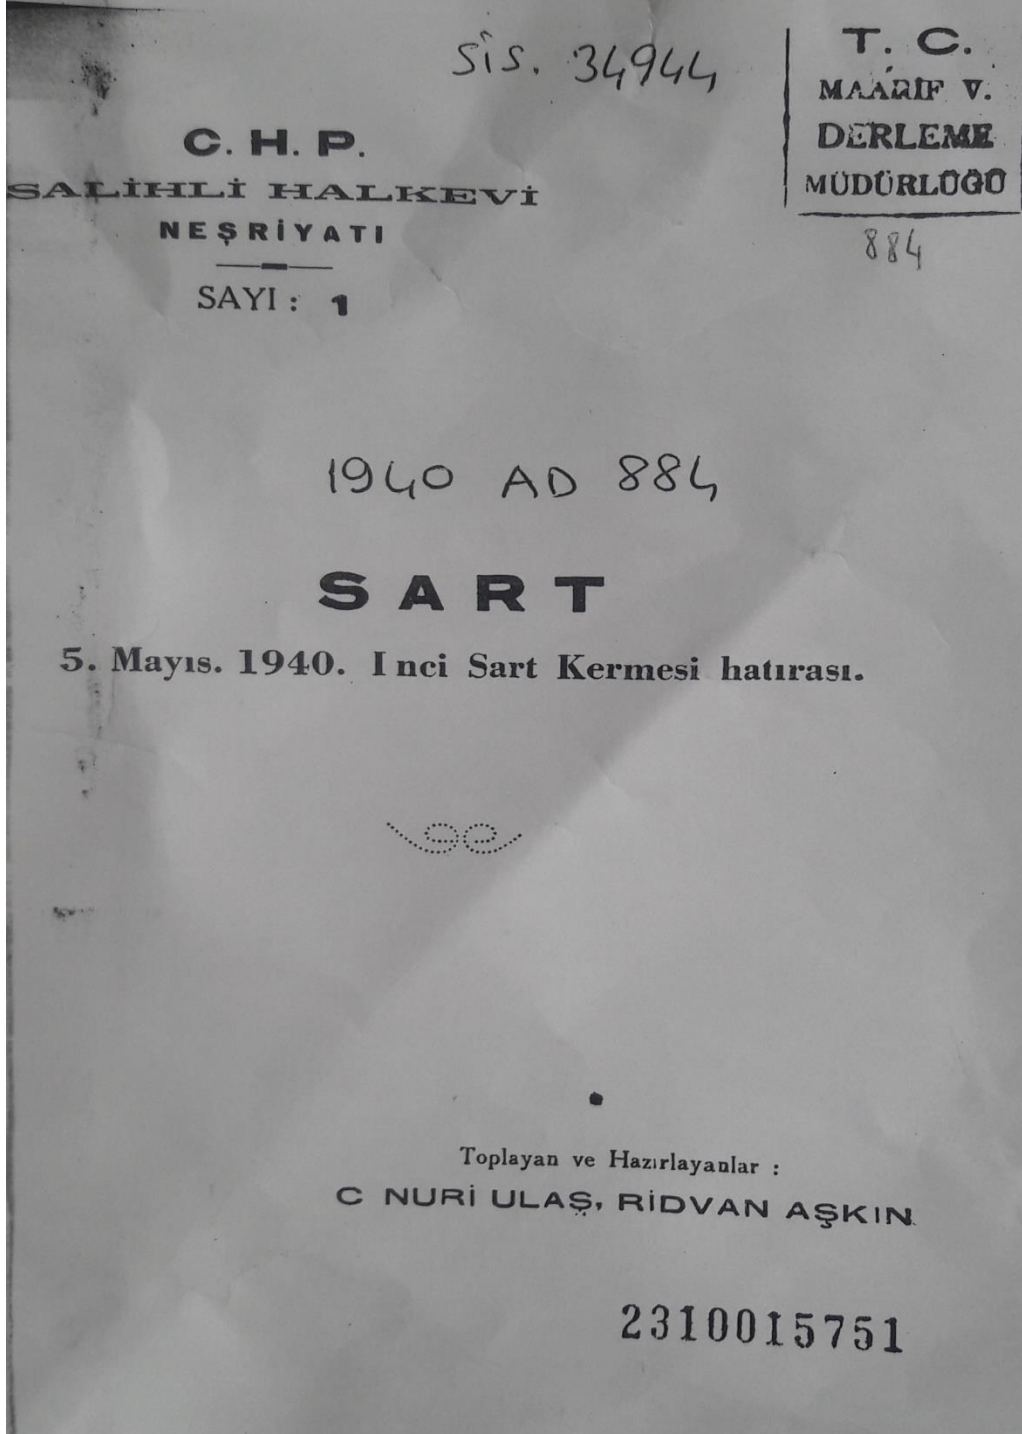 sis. 34944
T. C.
MAARİF V.
DERLEME
MÜDÜRLÜĞÜ
884
C. H. P.
SALİHLİ HALKEVİ
NEŞRİYATI
SAYI : 1
1940 AD 884
SART
5. Mayıs. 1940. I nci Sart Kermesi hatırası.
Toplayan ve Hazırlayanlar :
C NURİ ULAŞ, RİDVAN AŞKIN.
2310015751